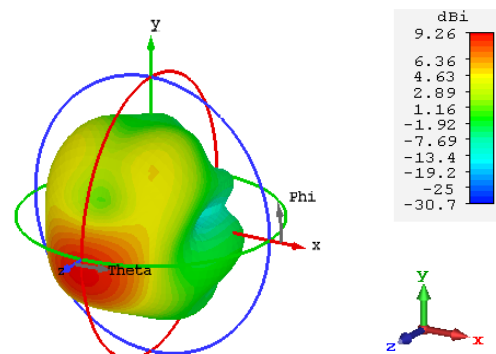 y
Phi
x
z
Theta
dBi
9.26
6.36
4.63
2.89
1.16
-1.92
-7.69
-13.4
-19.2
-25
-30.7
y
z
x